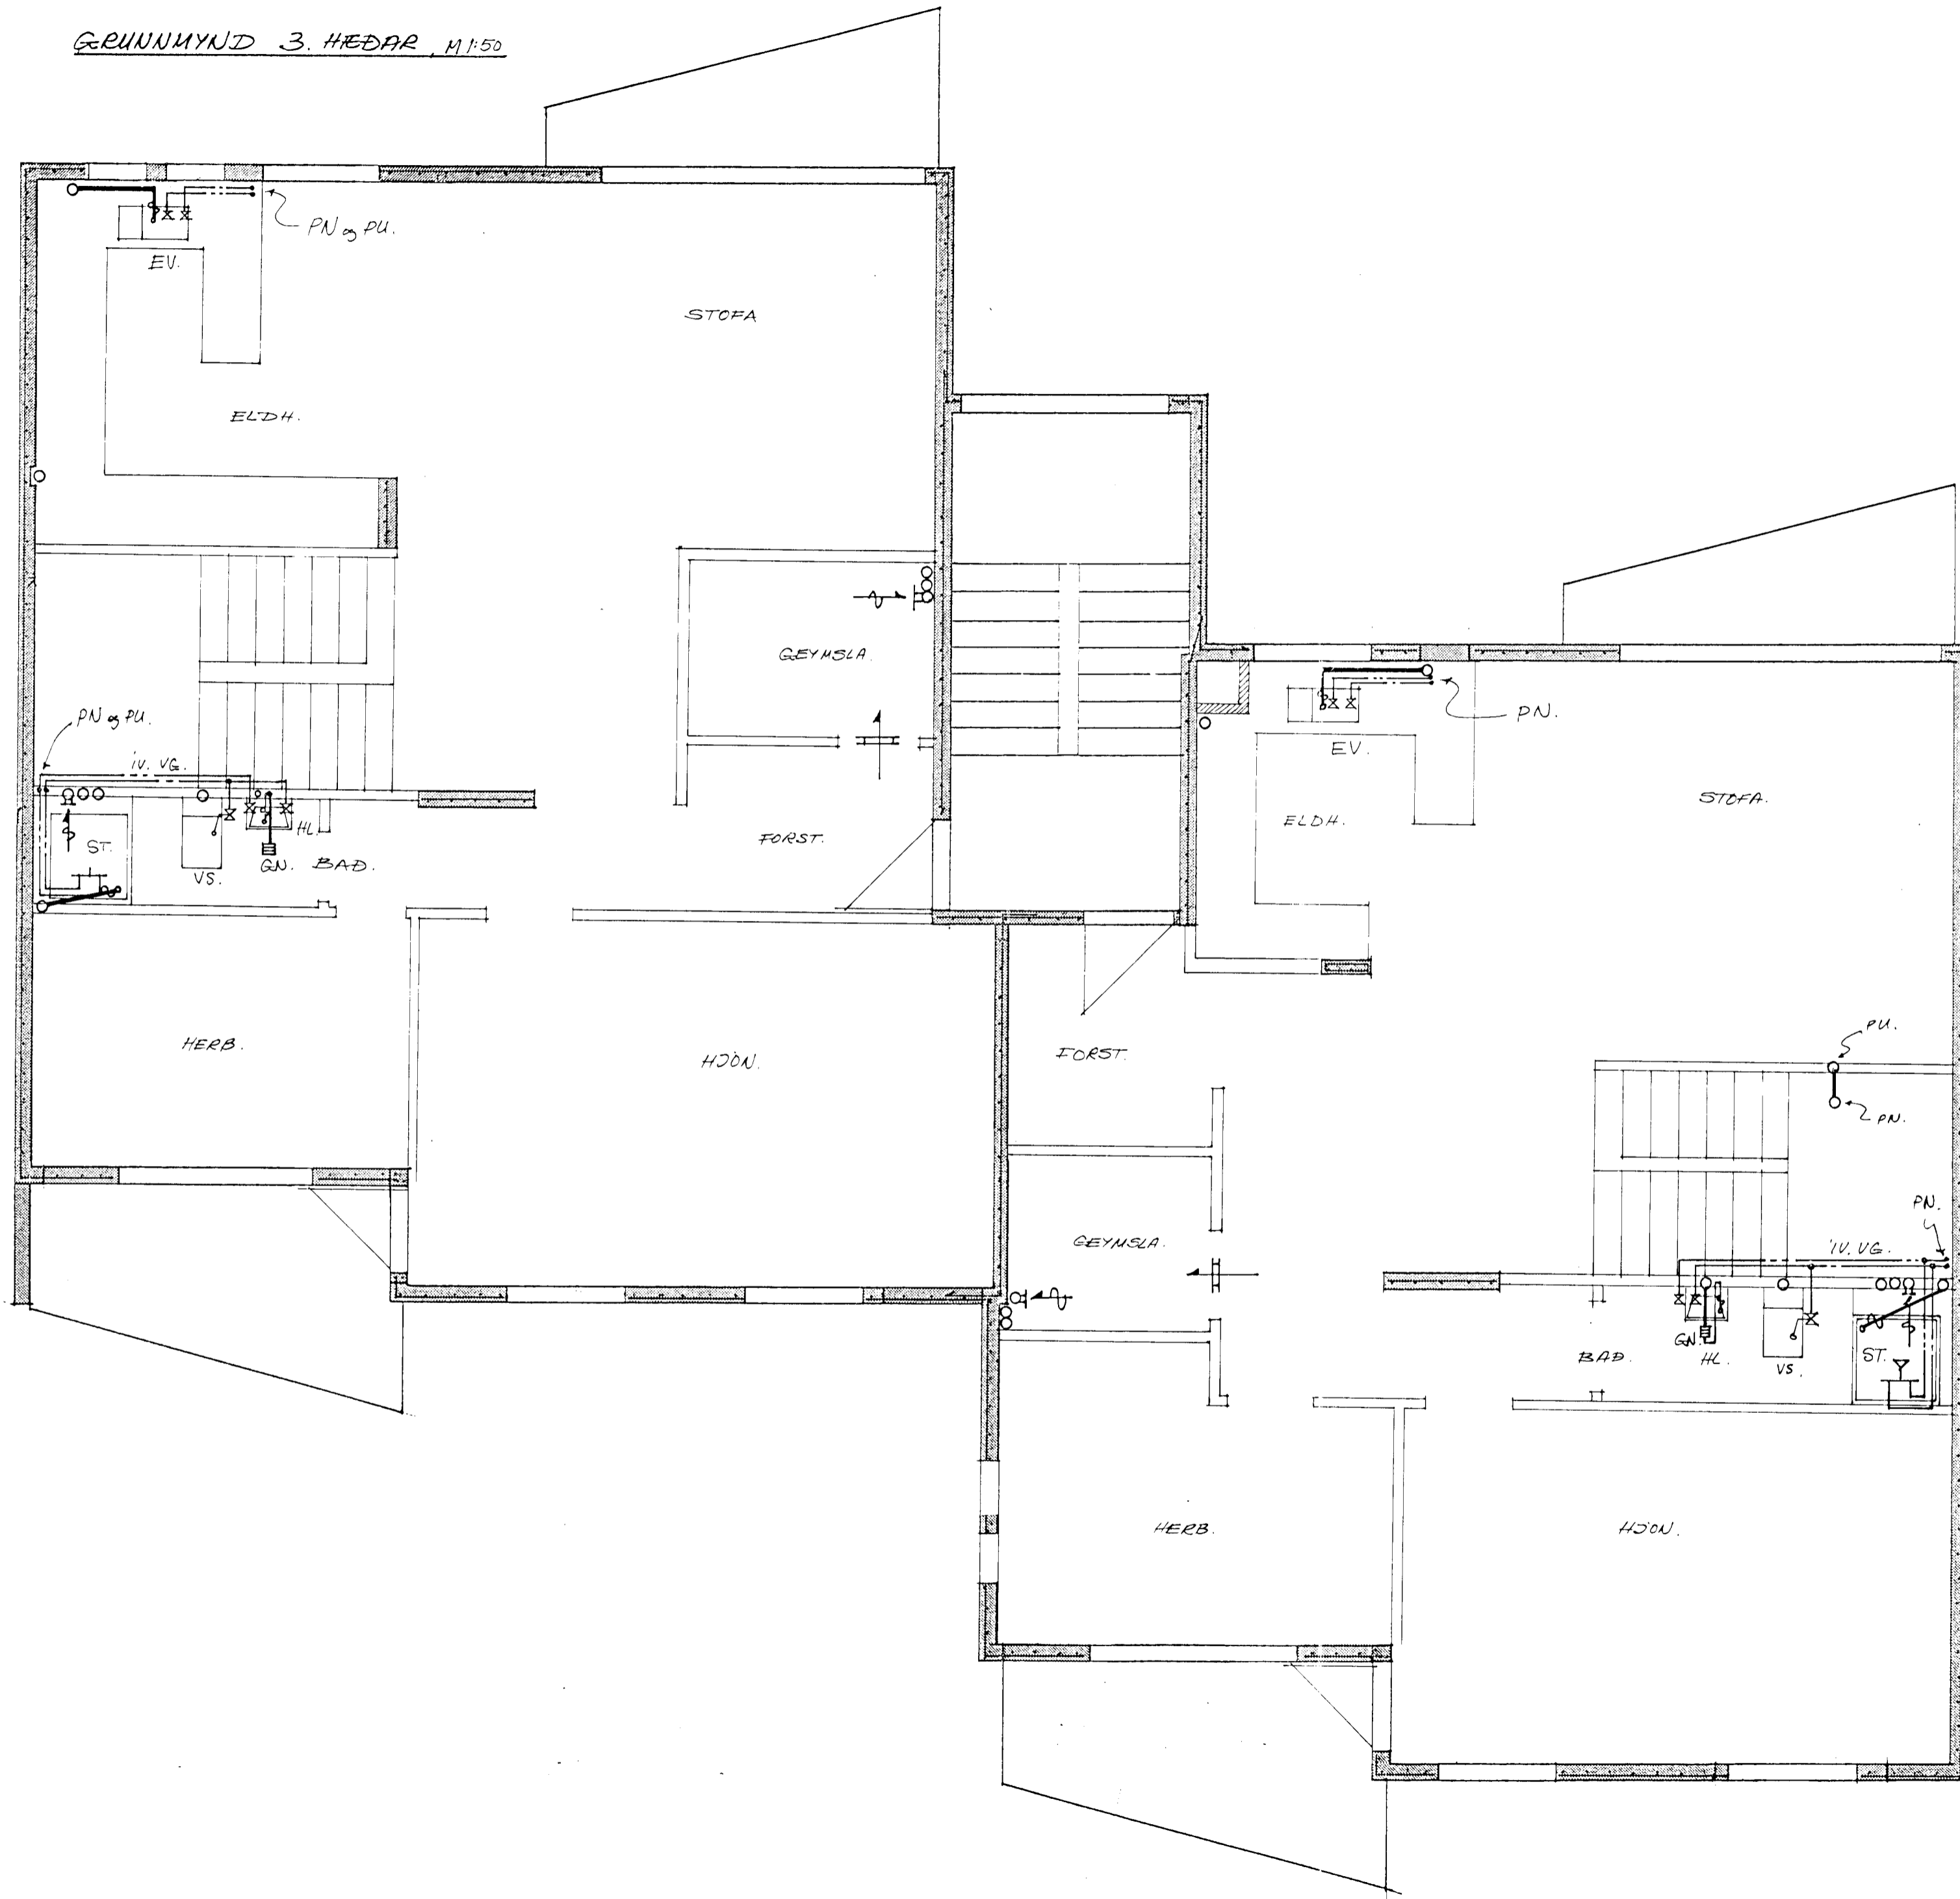 GRUNNMYND 3. HÆÐAR, M 1:50
PN og PU.
EV.
STOFA
ELDH.
GEYMSLA.
PN og PU.
ÍV. VG.
ST.
VS.
HL.
GN.
BAÐ.
FORST.
HERB.
HJÓN.
PN.
EV.
STOFA.
ELDH.
FORST.
PU.
PN.
PN.
ÍV. VG.
GEYMSLA.
BAÐ.
GN.
HL.
VS.
ST.
HERB.
HJÓN.